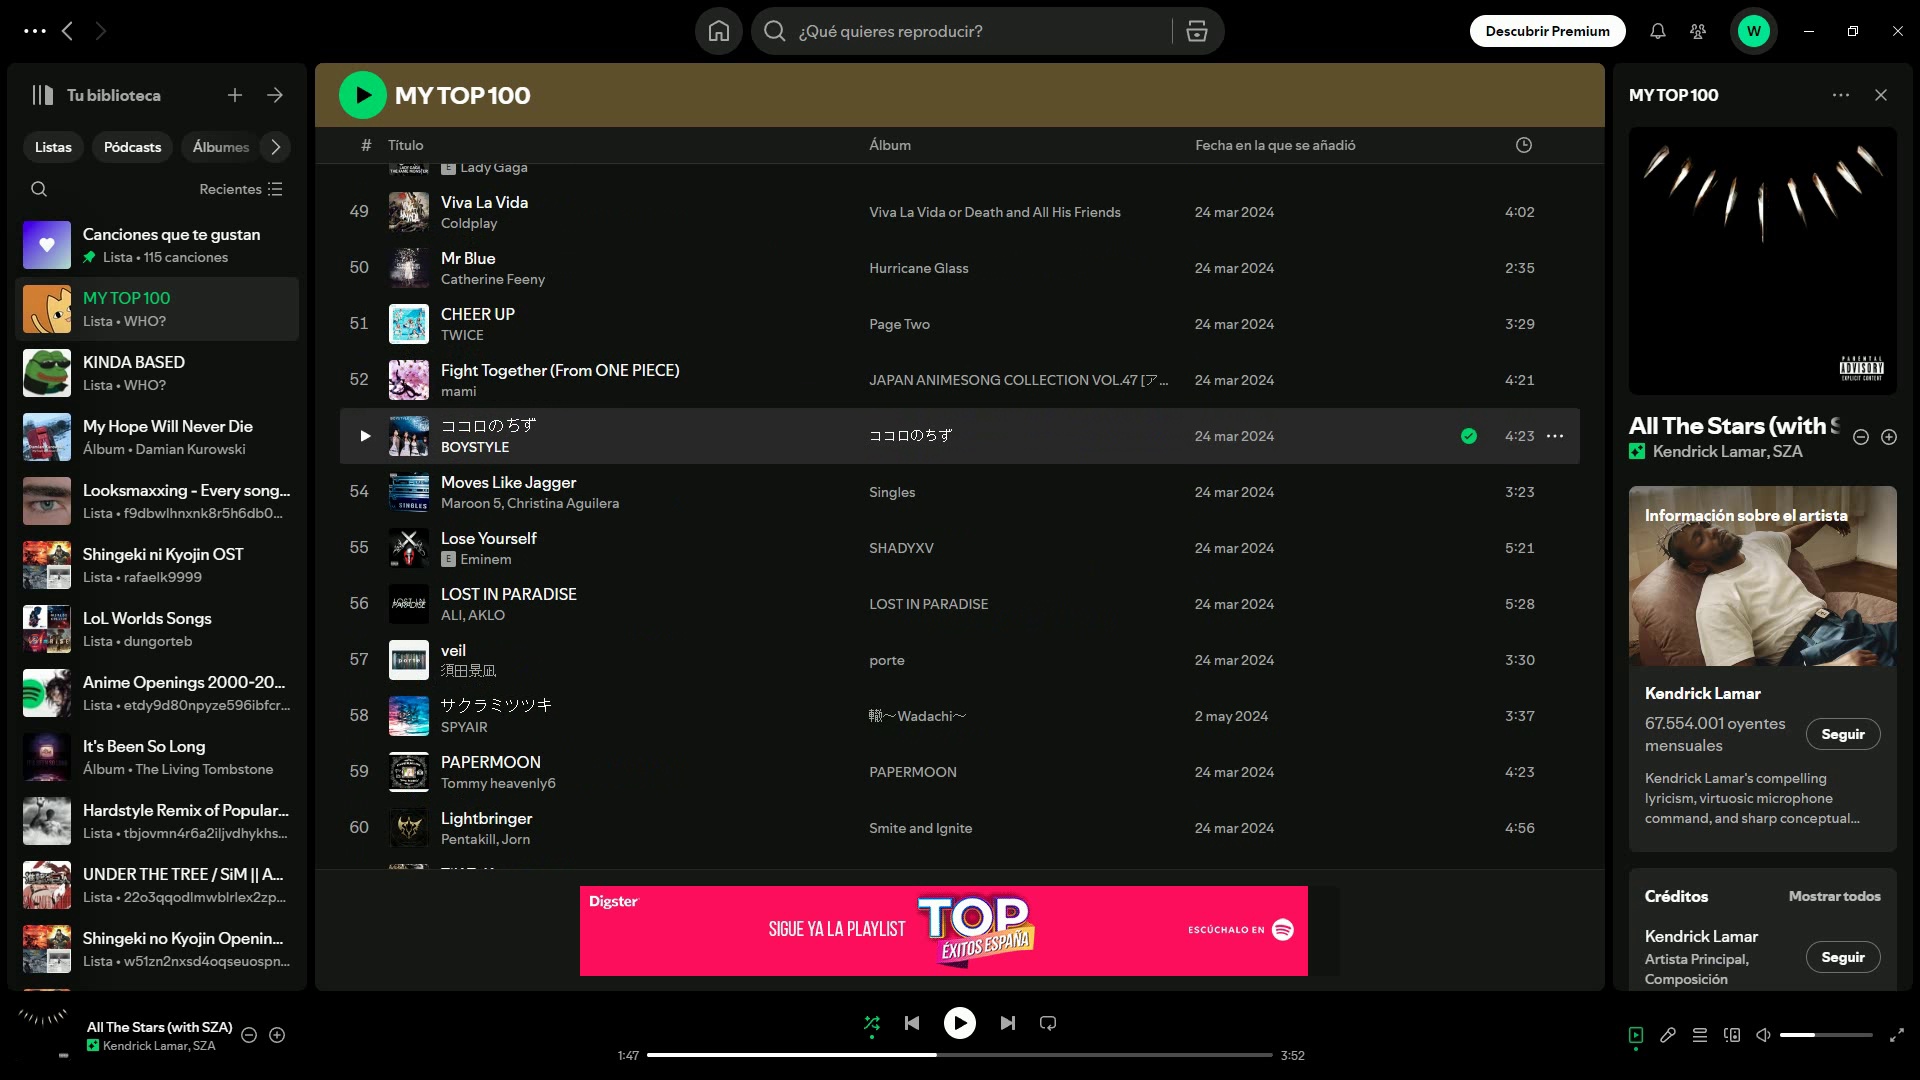 ¿Qué quieres reproducir?
Descubrir Premium
W
Tu biblioteca
Listas
Pódcasts
Álbumes
Recientes
Canciones que te gustan
Lista • 115 canciones
MY TOP 100
Lista • WHO?
KINDA BASED
Lista • WHO?
My Hope Will Never Die
Álbum • Damian Kurowski
Looksmaxxing - Every song...
Lista • f9dbwlhnxnk8r5h6db0...
Shingeki ni Kyojin OST
Lista • rafaelk9999
LoL Worlds Songs
Lista • dungorteb
Anime Openings 2000-20...
Lista • etdy9d80npyze596ibfcr...
It's Been So Long
Álbum • The Living Tombstone
Hardstyle Remix of Popular...
Lista • tbjovmn4r6a2iljvdhykhs...
UNDER THE TREE / SiM || A...
Lista • 22o3qqodlmwblrlex2zp...
Shingeki no Kyojin Openin...
Lista • w51zn2nxsd4oqseuospn...
MY TOP 100
# Título Álbum Fecha en la que se añadió
E Lady Gaga
49 Viva La Vida Viva La Vida or Death and All His Friends 24 mar 2024 4:02
Coldplay
50 Mr Blue Hurricane Glass 24 mar 2024 2:35
Catherine Feeny
51 CHEER UP Page Two 24 mar 2024 3:29
TWICE
52 Fight Together (From ONE PIECE) JAPAN ANIMESONG COLLECTION VOL.47 [ア... 24 mar 2024 4:21
mami
ココロのちず ココロのちず 24 mar 2024 4:23
BOYSTYLE
54 Moves Like Jagger Singles 24 mar 2024 3:23
Maroon 5, Christina Aguilera
55 Lose Yourself SHADYXV 24 mar 2024 5:21
E Eminem
56 LOST IN PARADISE LOST IN PARADISE 24 mar 2024 5:28
ALI, AKLO
57 veil porte 24 mar 2024 3:30
須田景凪
58 サクラミツツキ 轍～Wadachi～ 2 may 2024 3:37
SPYAIR
59 PAPERMOON PAPERMOON 24 mar 2024 4:23
Tommy heavenly6
60 Lightbringer Smite and Ignite 24 mar 2024 4:56
Pentakill, Jorn
Digster
SIGUE YA LA PLAYLIST
TOP
ÉXITOS ESPAÑA
ESCÚCHALO EN
MY TOP 100
PARENTAL
ADVISORY
EXPLICIT CONTENT
All The Stars (with S
Kendrick Lamar, SZA
Información sobre el artista
Kendrick Lamar
67.554.001 oyentes
mensuales
Seguir
Kendrick Lamar's compelling
lyricism, virtuosic microphone
command, and sharp conceptual...
Créditos
Mostrar todos
Kendrick Lamar
Artista Principal,
Composición
Seguir
All The Stars (with SZA)
Kendrick Lamar, SZA
1:47
3:52